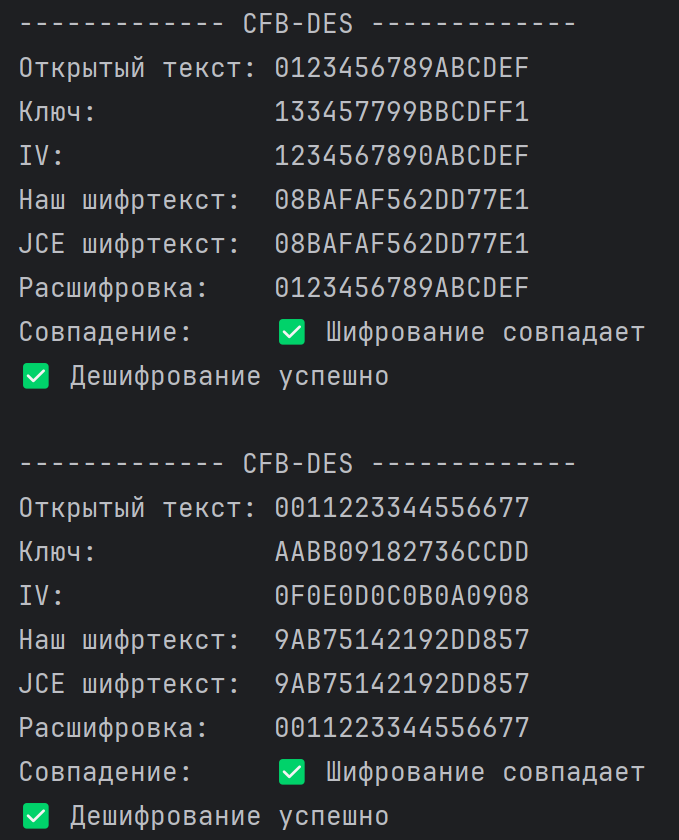 ------------- CFB-DES -------------
Открытый текст: 0123456789ABCDEF
Ключ:           133457799BBCDFF1
IV:             1234567890ABCDEF
Наш шифртекст:  08BAFAF562DD77E1
JCE шифртекст:  08BAFAF562DD77E1
Расшифровка:    0123456789ABCDEF
Совпадение:     ✅ Шифрование совпадает
✅ Дешифрование успешно
------------- CFB-DES -------------
Открытый текст: 0011223344556677
Ключ:           AABB09182736CCDD
IV:             0F0E0D0C0B0A0908
Наш шифртекст:  9AB75142192DD857
JCE шифртекст:  9AB75142192DD857
Расшифровка:    0011223344556677
Совпадение:     ✅ Шифрование совпадает
✅ Дешифрование успешно